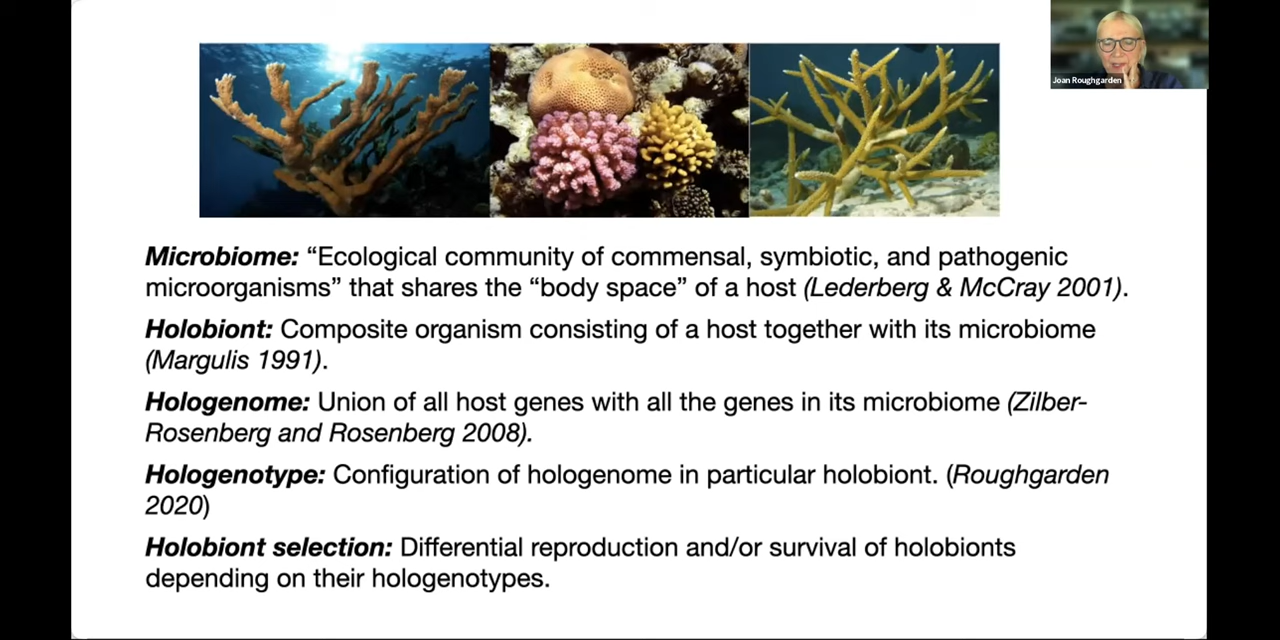 Joan Roughgarden
Microbiome: “Ecological community of commensal, symbiotic, and pathogenic
microorganisms” that shares the “body space” of a host (Lederberg & McCray 2001).
Holobiont: Composite organism consisting of a host together with its microbiome
(Margulis 1991).
Hologenome: Union of all host genes with all the genes in its microbiome (Zilber-
Rosenberg and Rosenberg 2008).
Hologenotype: Configuration of hologenome in particular holobiont. (Roughgarden
2020)
Holobiont selection: Differential reproduction and/or survival of holobionts
depending on their hologenotypes.